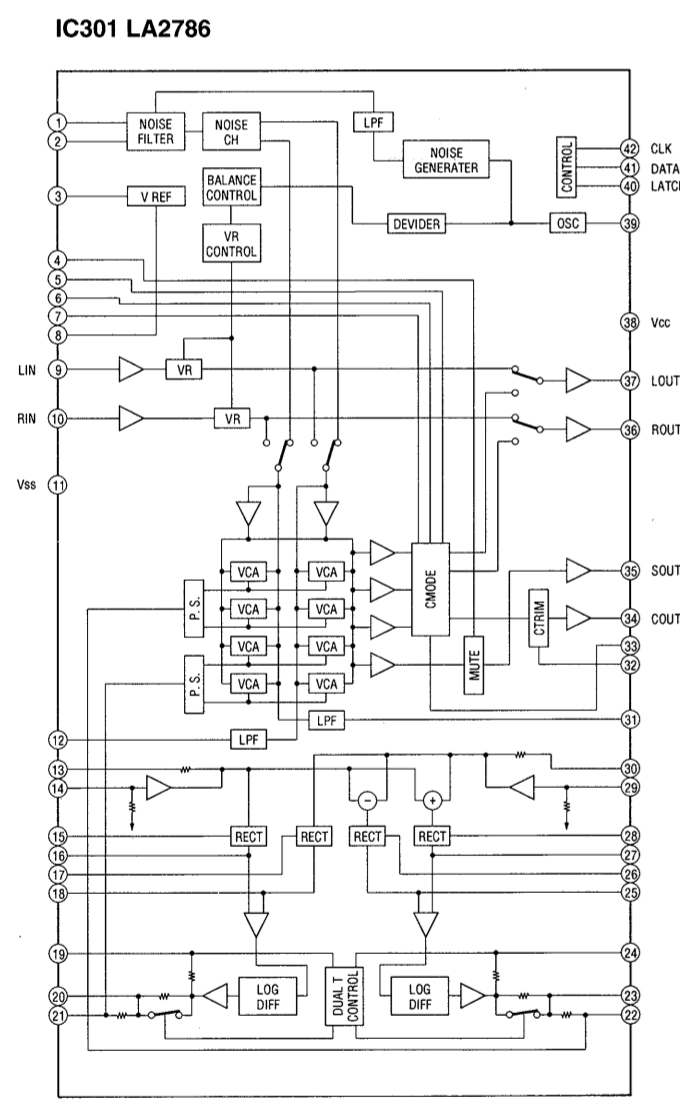 IC301 LA2786
1
2
3
4
5
6
7
8
LIN 9
RIN 10
Vss 11
12
13
14
15
16
17
18
19
20
21
NOISE
FILTER
NOISE
CH
LPF
NOISE
GENERATER
CONTROL
42 CLK
41 DATA
40 LATC
39
V REF
BALANCE
CONTROL
VR
CONTROL
DEVIDER
OSC
38 Vcc
VR
VR
37 LOUT
36 ROUT
VCA
VCA
VCA
VCA
VCA
VCA
VCA
VCA
P. S.
P. S.
CMODE
MUTE
CTRIM
35 SOUT
34 COUT
33
32
LPF
31
LPF
30
29
−
+
RECT
RECT
RECT
RECT
28
27
26
25
24
LOG
DIFF
DUAL T
CONTROL
LOG
DIFF
23
22